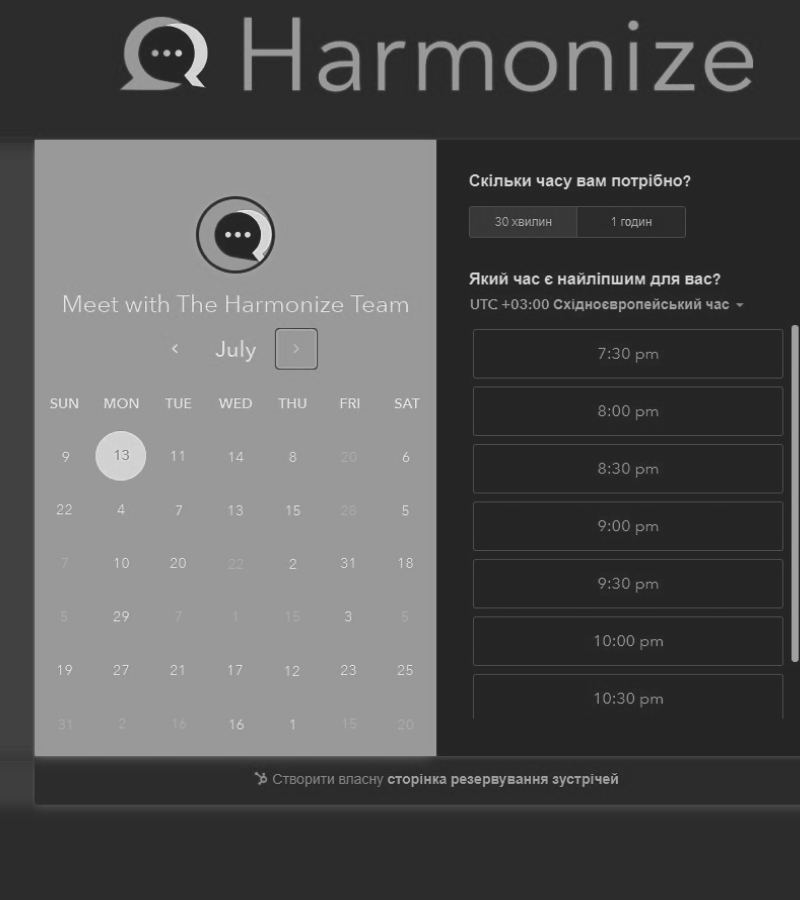 Harmonize
Meet with The Harmonize Team
July
SUN MON TUE WED THU FRI SAT
9 13 11 14 8 20 6
22 4 7 13 15 28 5
7 10 20 22 2 31 18
5 29 7 1 15 3 5
19 27 21 17 12 23 25
31 2 16 16 1 15 20
Скільки часу вам потрібно?
30 хвилин 1 годин
Який час є найліпшим для вас?
UTC +03:00 Східноєвропейський час
7:30 pm
8:00 pm
8:30 pm
9:00 pm
9:30 pm
10:00 pm
10:30 pm
Створити власну сторінка резервування зустрічей